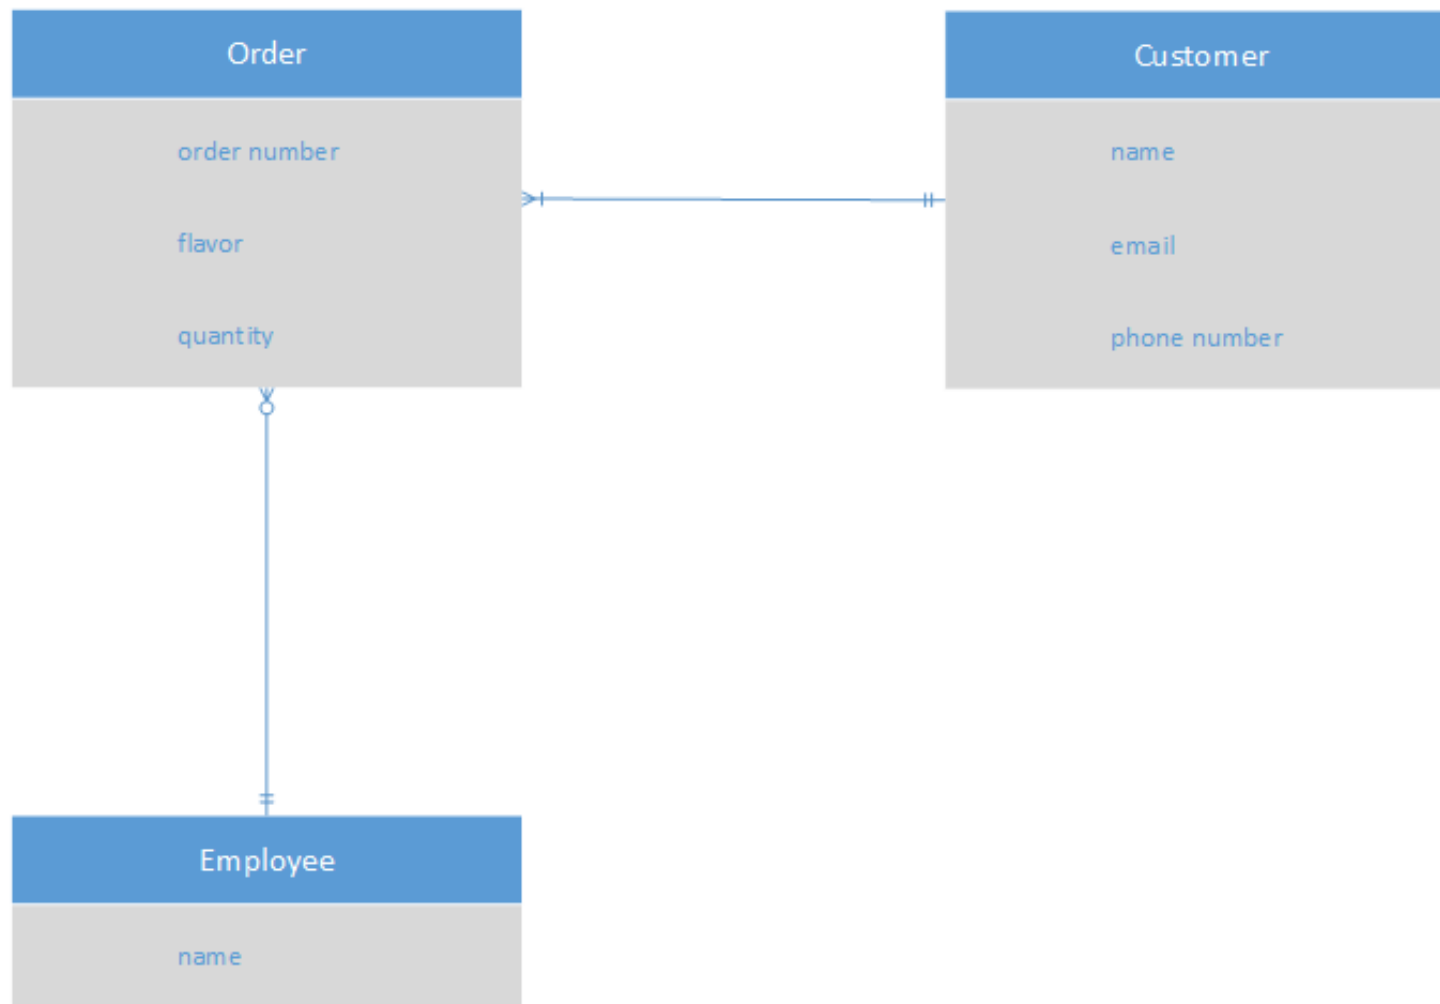 Order
order number
flavor
quantity
Customer
name
email
phone number
Employee
name